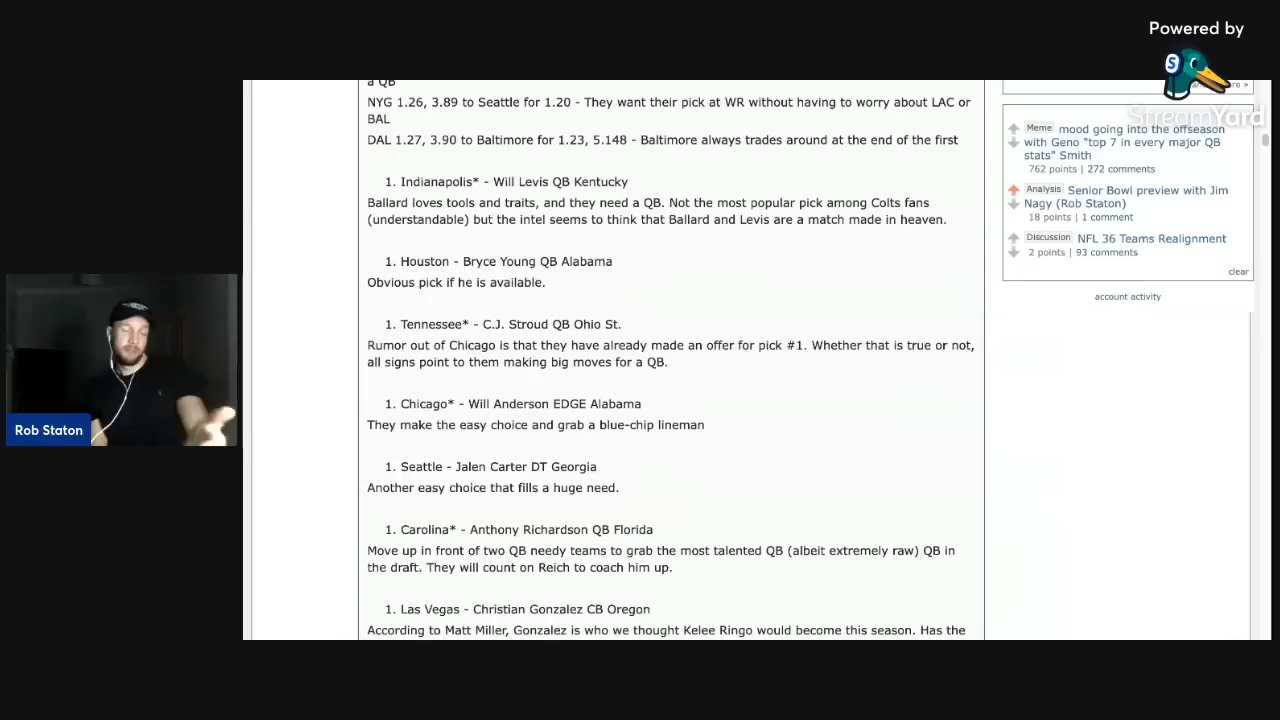 Powered by
StreamYard
a QB
NYG 1.26, 3.89 to Seattle for 1.20 - They want their pick at WR without having to worry about LAC or
BAL
DAL 1.27, 3.90 to Baltimore for 1.23, 5.148 - Baltimore always trades around at the end of the first
1. Indianapolis* - Will Levis QB Kentucky
Ballard loves tools and traits, and they need a QB. Not the most popular pick among Colts fans
(understandable) but the intel seems to think that Ballard and Levis are a match made in heaven.
1. Houston - Bryce Young QB Alabama
Obvious pick if he is available.
1. Tennessee* - C.J. Stroud QB Ohio St.
Rumor out of Chicago is that they have already made an offer for pick #1. Whether that is true or not,
all signs point to them making big moves for a QB.
1. Chicago* - Will Anderson EDGE Alabama
They make the easy choice and grab a blue-chip lineman
1. Seattle - Jalen Carter DT Georgia
Another easy choice that fills a huge need.
1. Carolina* - Anthony Richardson QB Florida
Move up in front of two QB needy teams to grab the most talented QB (albeit extremely raw) QB in
the draft. They will count on Reich to coach him up.
1. Las Vegas - Christian Gonzalez CB Oregon
According to Matt Miller, Gonzalez is who we thought Kelee Ringo would become this season. Has the
Meme mood going into the offseason
with Geno "top 7 in every major QB
stats" Smith
762 points | 272 comments
Analysis Senior Bowl preview with Jim
Nagy (Rob Staton)
18 points | 1 comment
Discussion NFL 36 Teams Realignment
2 points | 93 comments
clear
account activity
Rob Staton